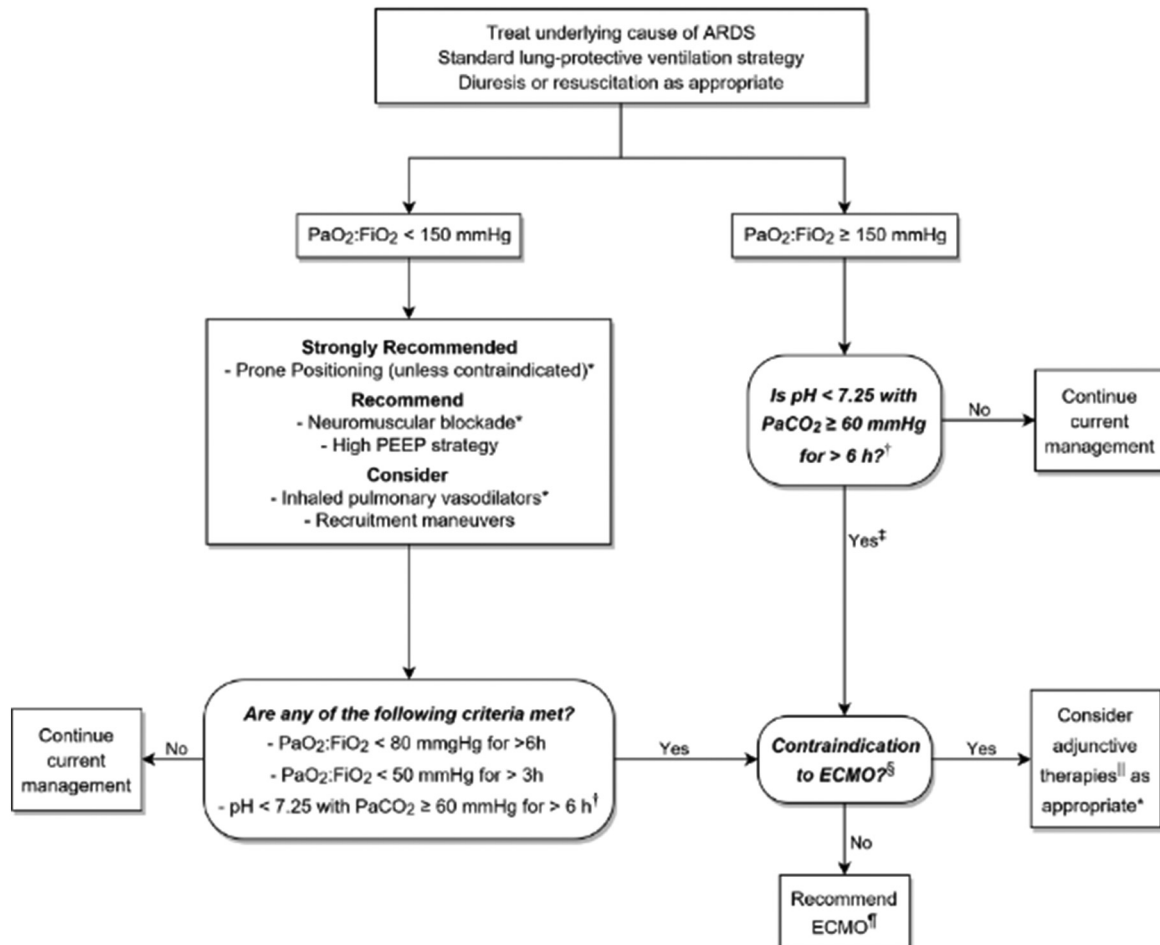 Treat underlying cause of ARDS
Standard lung-protective ventilation strategy
Diuresis or resuscitation as appropriate
PaO₂:FiO₂ < 150 mmHg
PaO₂:FiO₂ ≥ 150 mmHg
Strongly Recommended
- Prone Positioning (unless contraindicated)*
Recommend
- Neuromuscular blockade*
- High PEEP strategy
Consider
- Inhaled pulmonary vasodilators*
- Recruitment maneuvers
Is pH < 7.25 with
PaCO₂ ≥ 60 mmHg
for > 6 h?†
No
Continue
current
management
Yes‡
Continue
current
management
No
Are any of the following criteria met?
- PaO₂:FiO₂ < 80 mmgHg for >6h
- PaO₂:FiO₂ < 50 mmHg for > 3h
- pH < 7.25 with PaCO₂ ≥ 60 mmHg for > 6 h†
Yes
Contraindication
to ECMO?§
Yes
Consider
adjunctive
therapies|| as
appropriate*
No
Recommend
ECMO¶